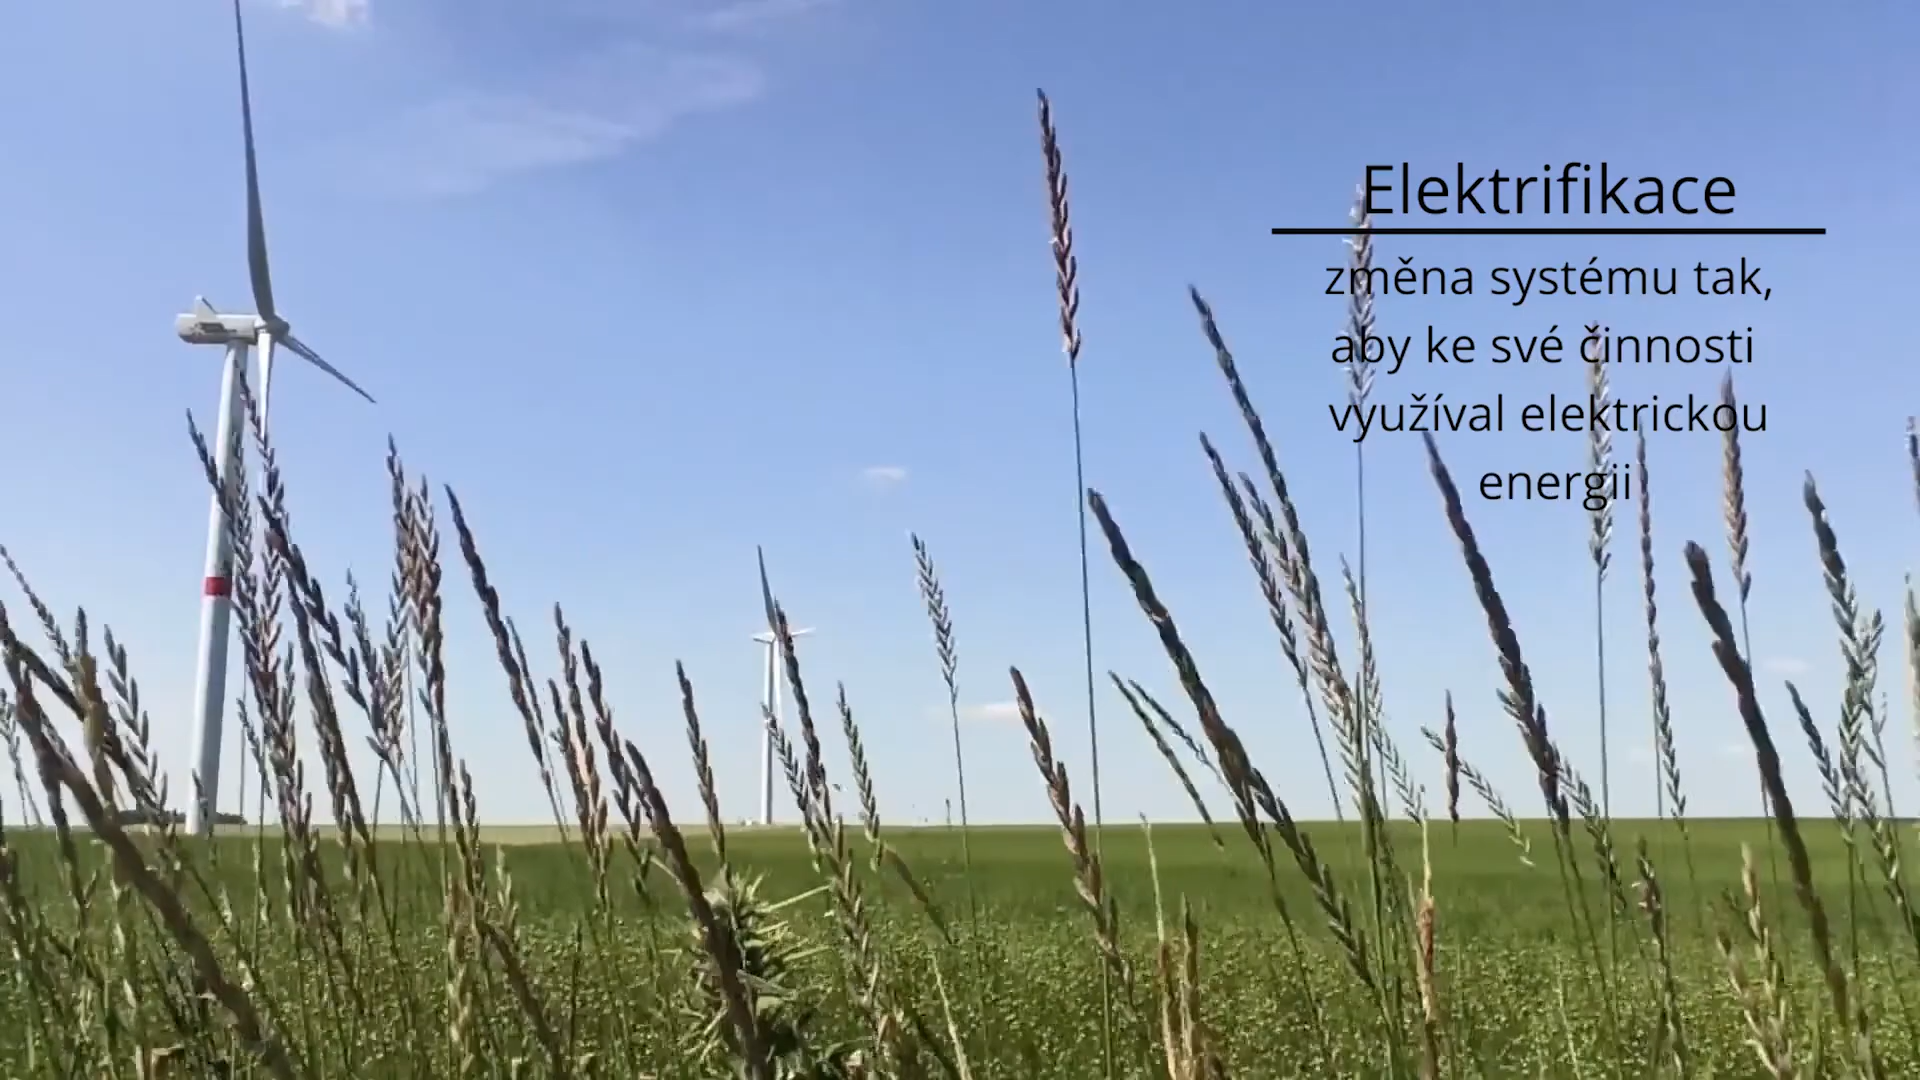 Elektrifikace
změna systému tak,
aby ke své činnosti
využíval elektrickou
energii